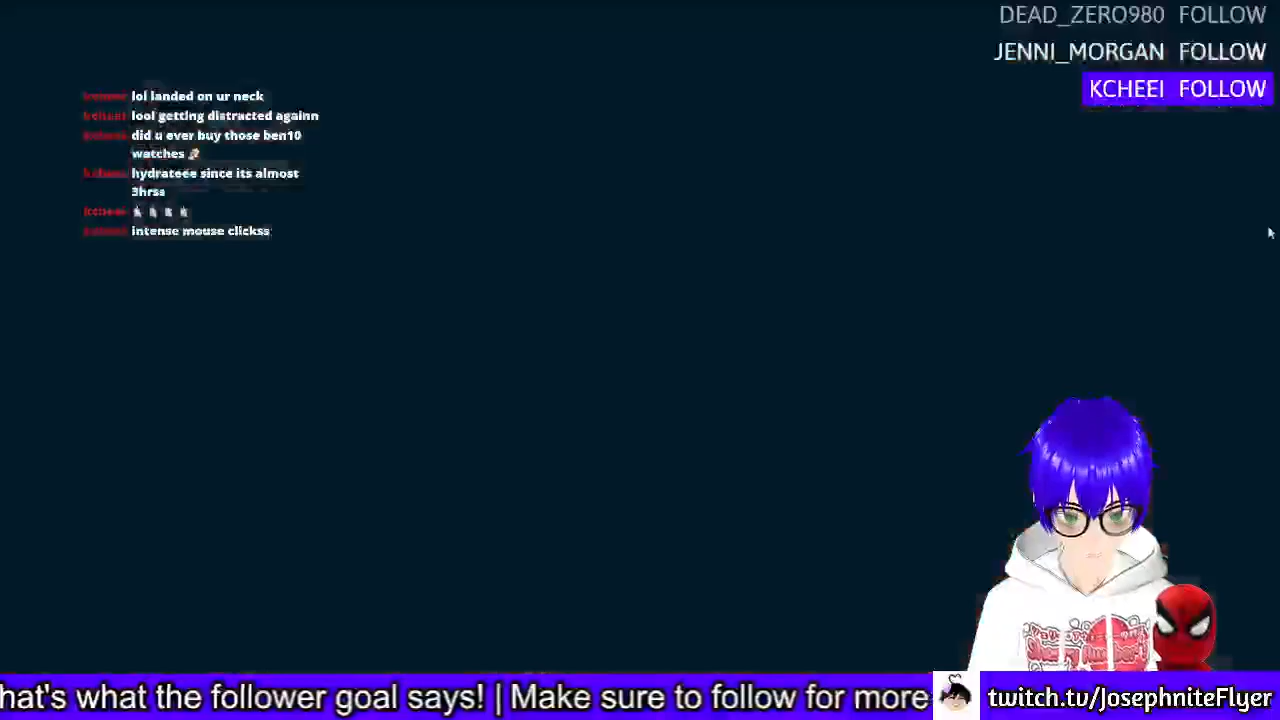 DEAD_ZERO980 FOLLOW
JENNI_MORGAN FOLLOW
KCHEEI FOLLOW
lol landed on ur neck
lool getting distracted againn
did u ever buy those ben10
watches
hydrateee since its almost
3hrss
intense mouse clickss
hat's what the follower goal says! | Make sure to follow for more
twitch.tv/JosephniteFlyer